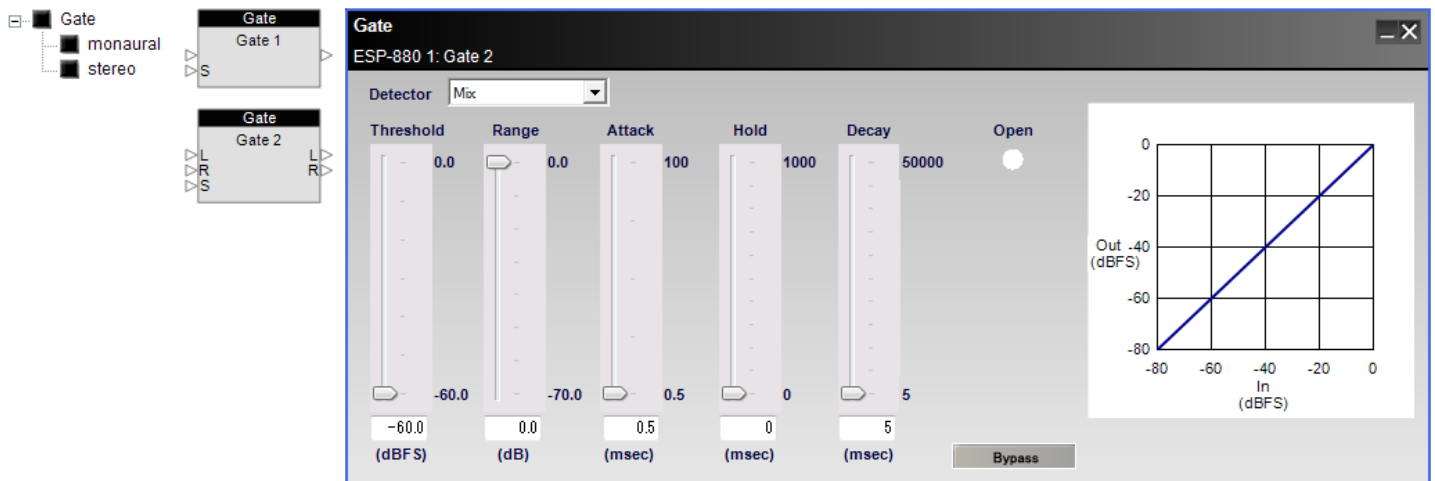 Gate
monaural
stereo
Gate
Gate 1
S
Gate
Gate 2
L L
R R
S
Gate
ESP-880 1: Gate 2
Detector Mix
Threshold Range Attack Hold Decay Open
0.0 0.0 100 1000 50000
-60.0 -70.0 0.5 0 5
-60.0 0.0 0.5 0 5
(dBFS) (dB) (msec) (msec) (msec)
Bypass
0
-20
Out -40
(dBFS)
-60
-80
-80 -60 -40 -20 0
In
(dBFS)